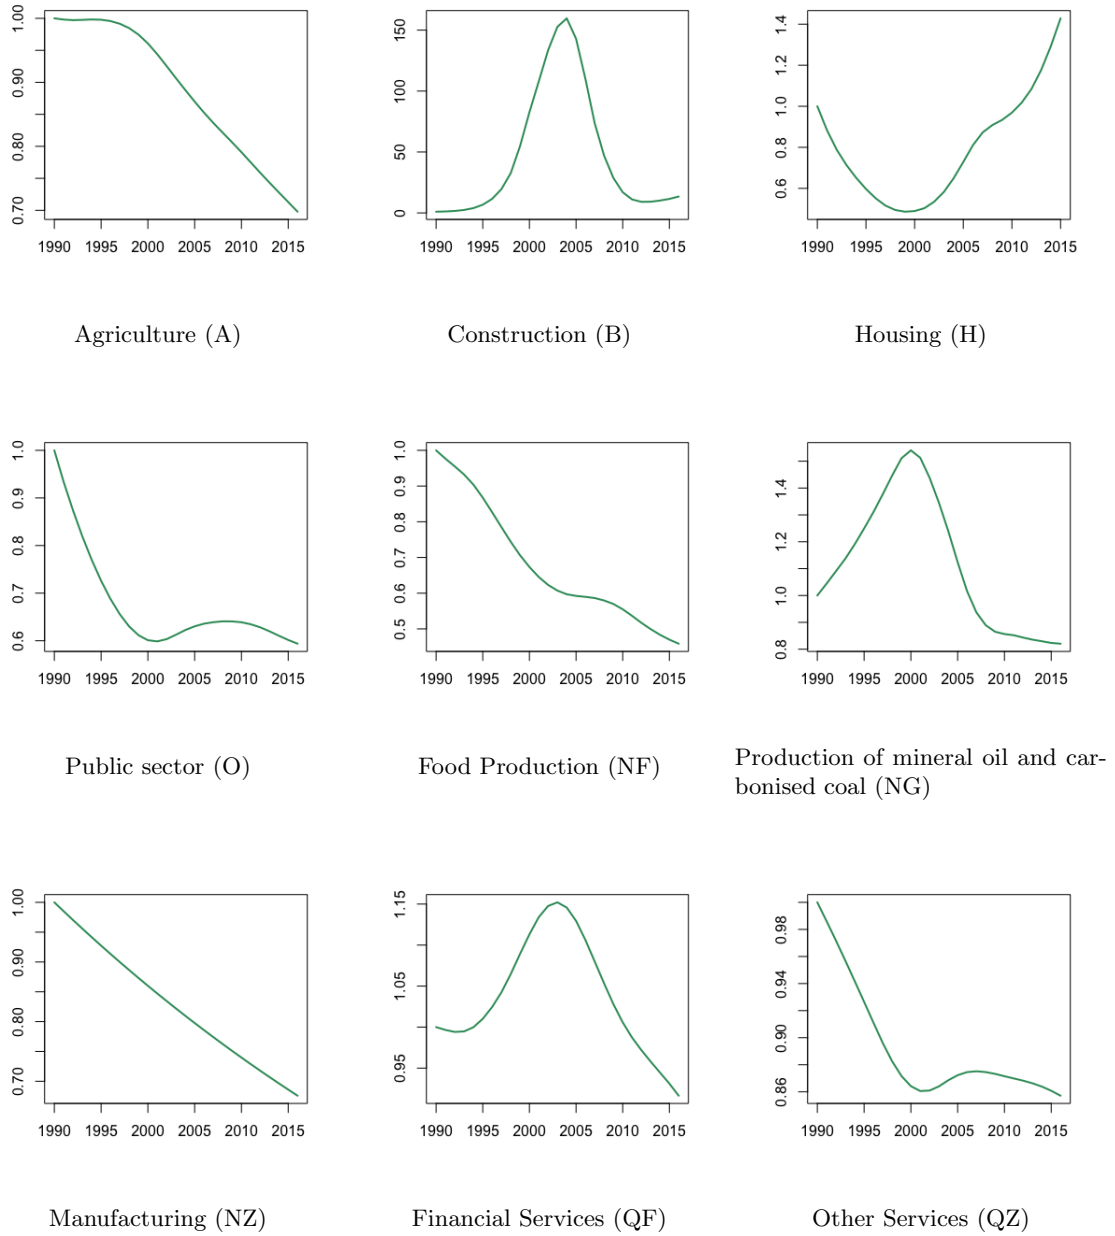 1.00
0.90
0.80
0.70
1990 1995 2000 2005 2010 2015
Agriculture (A)
150
100
50
0
1990 1995 2000 2005 2010 2015
Construction (B)
1.4
1.2
1.0
0.8
0.6
1990 1995 2000 2005 2010 2015
Housing (H)
1.0
0.9
0.8
0.7
0.6
1990 1995 2000 2005 2010 2015
Public sector (O)
1.0
0.9
0.8
0.7
0.6
0.5
1990 1995 2000 2005 2010 2015
Food Production (NF)
1.4
1.2
1.0
0.8
1990 1995 2000 2005 2010 2015
Production of mineral oil and car-
bonised coal (NG)
1.00
0.90
0.80
0.70
1990 1995 2000 2005 2010 2015
Manufacturing (NZ)
1.15
1.05
0.95
1990 1995 2000 2005 2010 2015
Financial Services (QF)
0.98
0.94
0.90
0.86
1990 1995 2000 2005 2010 2015
Other Services (QZ)